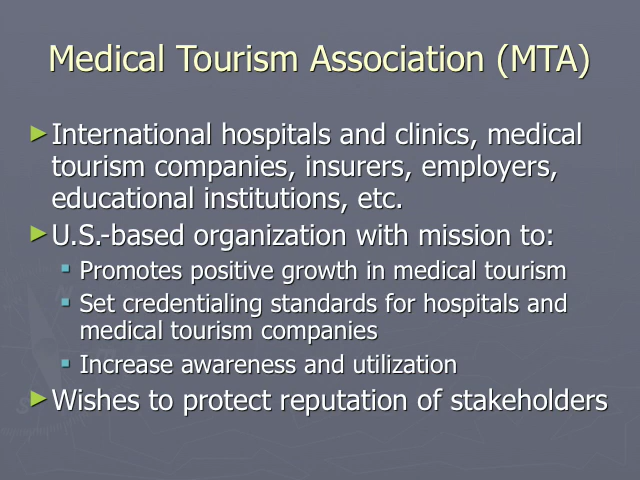 Medical Tourism Association (MTA)
► International hospitals and clinics, medical
tourism companies, insurers, employers,
educational institutions, etc.
► U.S.-based organization with mission to:
▪ Promotes positive growth in medical tourism
▪ Set credentialing standards for hospitals and
medical tourism companies
▪ Increase awareness and utilization
► Wishes to protect reputation of stakeholders